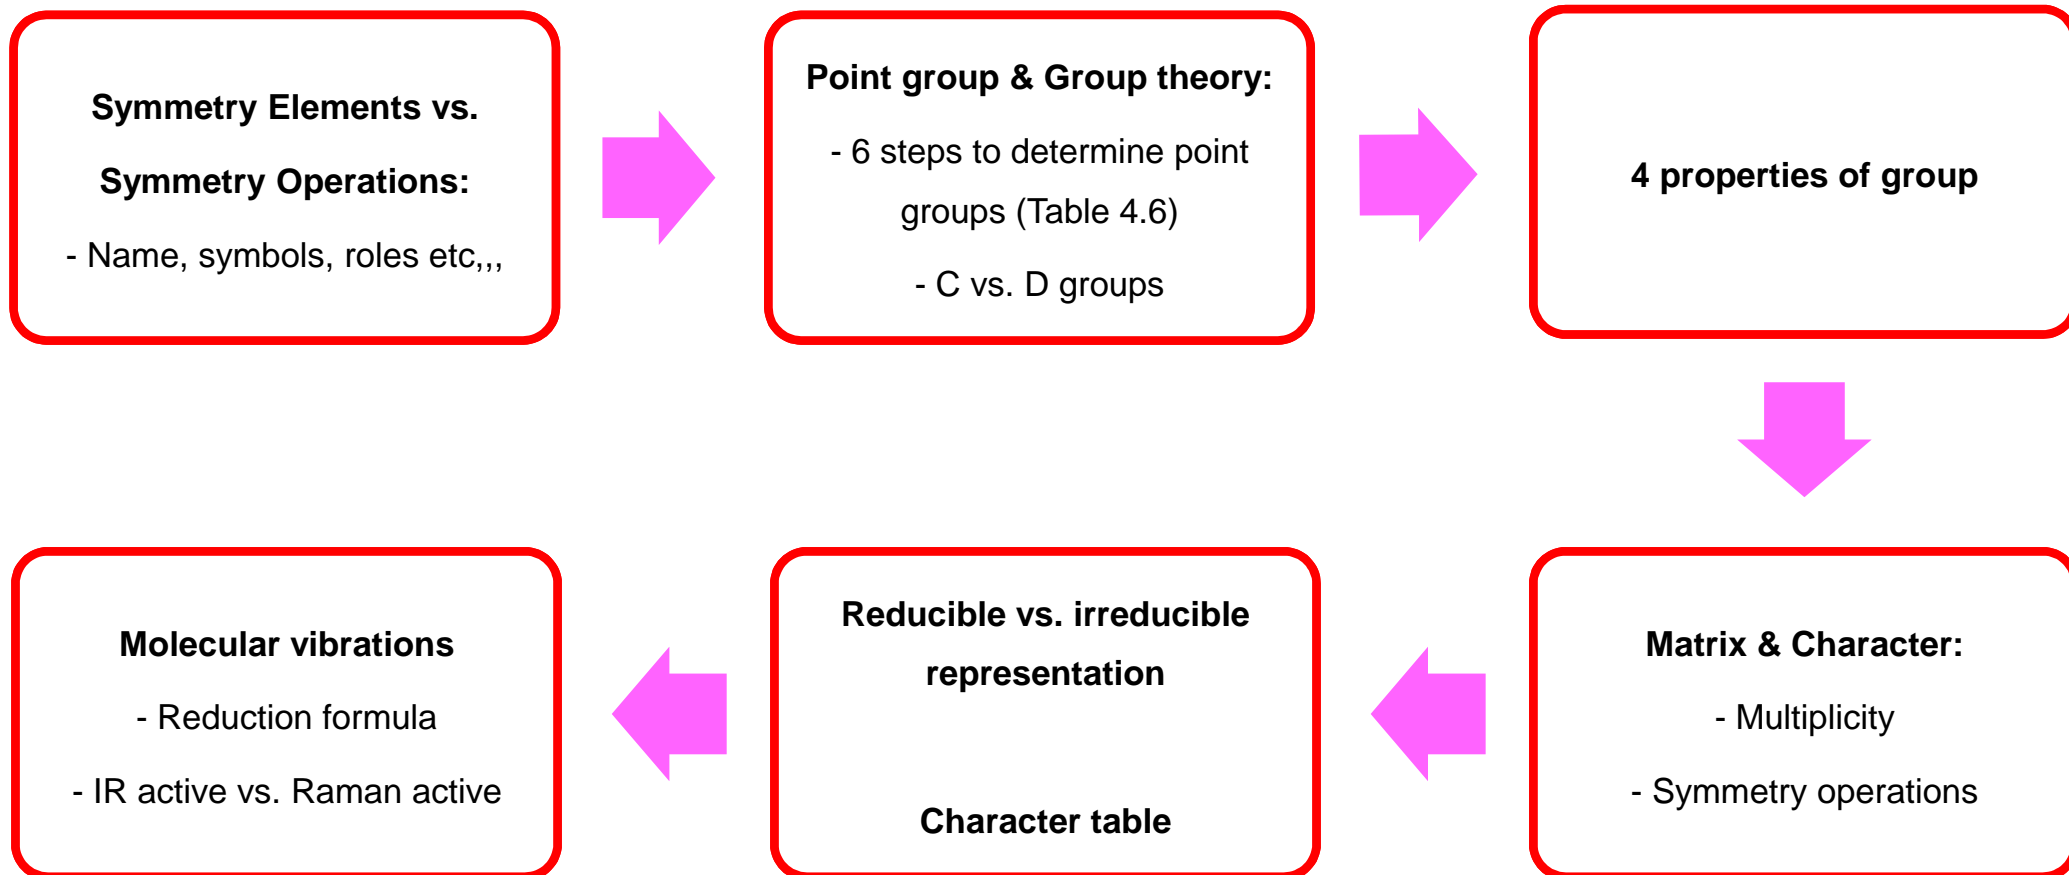 Symmetry Elements vs.
Symmetry Operations:
- Name, symbols, roles etc,,,
Point group & Group theory:
- 6 steps to determine point
groups (Table 4.6)
- C vs. D groups
4 properties of group
Matrix & Character:
- Multiplicity
- Symmetry operations
Reducible vs. irreducible
representation
Character table
Molecular vibrations
- Reduction formula
- IR active vs. Raman active